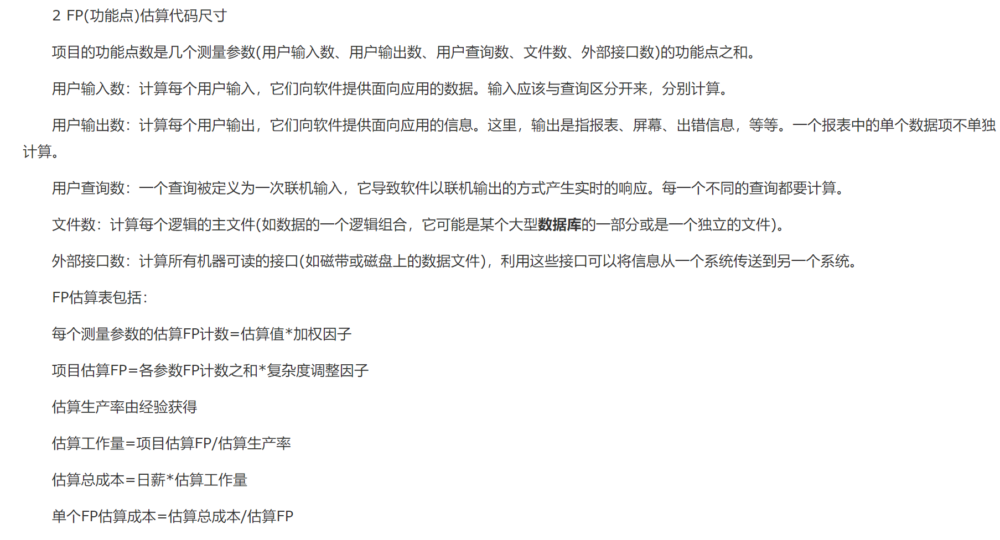 2 FP(功能点)估算代码尺寸
项目的功能点数是几个测量参数(用户输入数、用户输出数、用户查询数、文件数、外部接口数)的功能点之和。
用户输入数：计算每个用户输入，它们向软件提供面向应用的数据。输入应该与查询区分开来，分别计算。
用户输出数：计算每个用户输出，它们向软件提供面向应用的信息。这里，输出是指报表、屏幕、出错信息，等等。一个报表中的单个数据项不单独
计算。
用户查询数：一个查询被定义为一次联机输入，它导致软件以联机输出的方式产生实时的响应。每一个不同的查询都要计算。
文件数：计算每个逻辑的主文件(如数据的一个逻辑组合，它可能是某个大型数据库的一部分或是一个独立的文件)。
外部接口数：计算所有机器可读的接口(如磁带或磁盘上的数据文件)，利用这些接口可以将信息从一个系统传送到另一个系统。
FP估算表包括：
每个测量参数的估算FP计数=估算值*加权因子
项目估算FP=各参数FP计数之和*复杂度调整因子
估算生产率由经验获得
估算工作量=项目估算FP/估算生产率
估算总成本=日薪*估算工作量
单个FP估算成本=估算总成本/估算FP